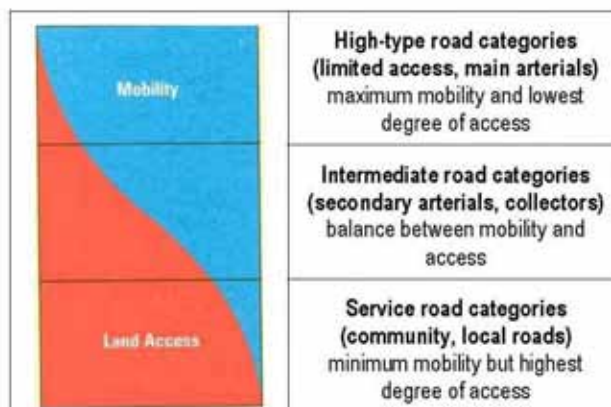 Mobility
High-type road categories
(limited access, main arterials)
maximum mobility and lowest
degree of access
Intermediate road categories
(secondary arterials, collectors)
balance between mobility and
access
Land Access
Service road categories
(community, local roads)
minimum mobility but highest
degree of access